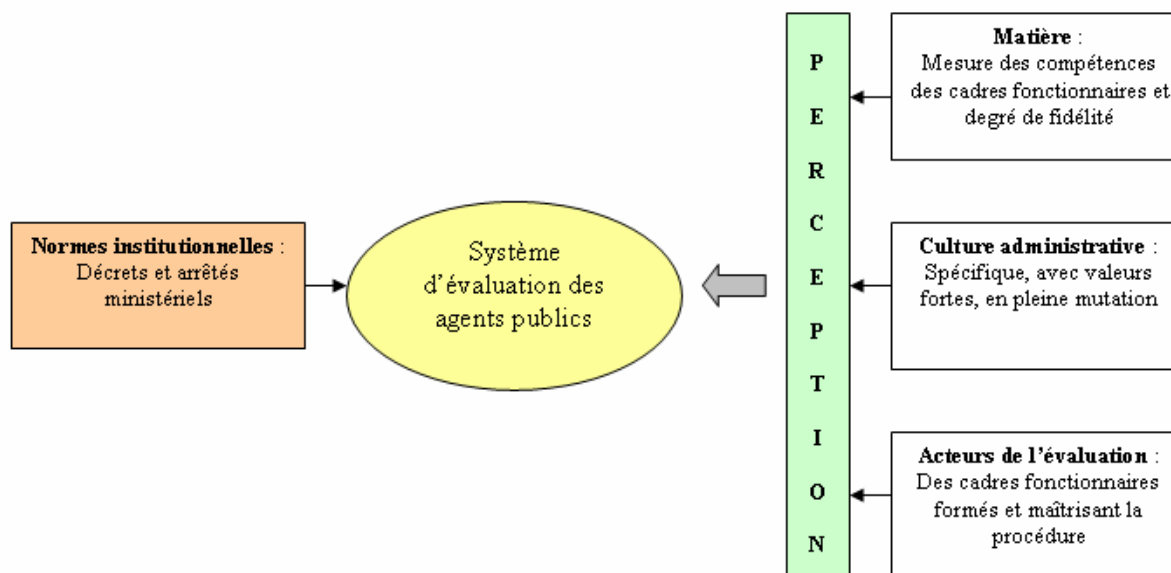 Normes institutionnelles :
Décrets et arrêtés
ministériels
Système
d'évaluation des
agents publics
P
E
R
C
E
P
T
I
O
N
Matière :
Mesure des compétences
des cadres fonctionnaires et
degré de fidélité
Culture administrative :
Spécifique, avec valeurs
fortes, en pleine mutation
Acteurs de l'évaluation :
Des cadres fonctionnaires
formés et maîtrisant la
procédure